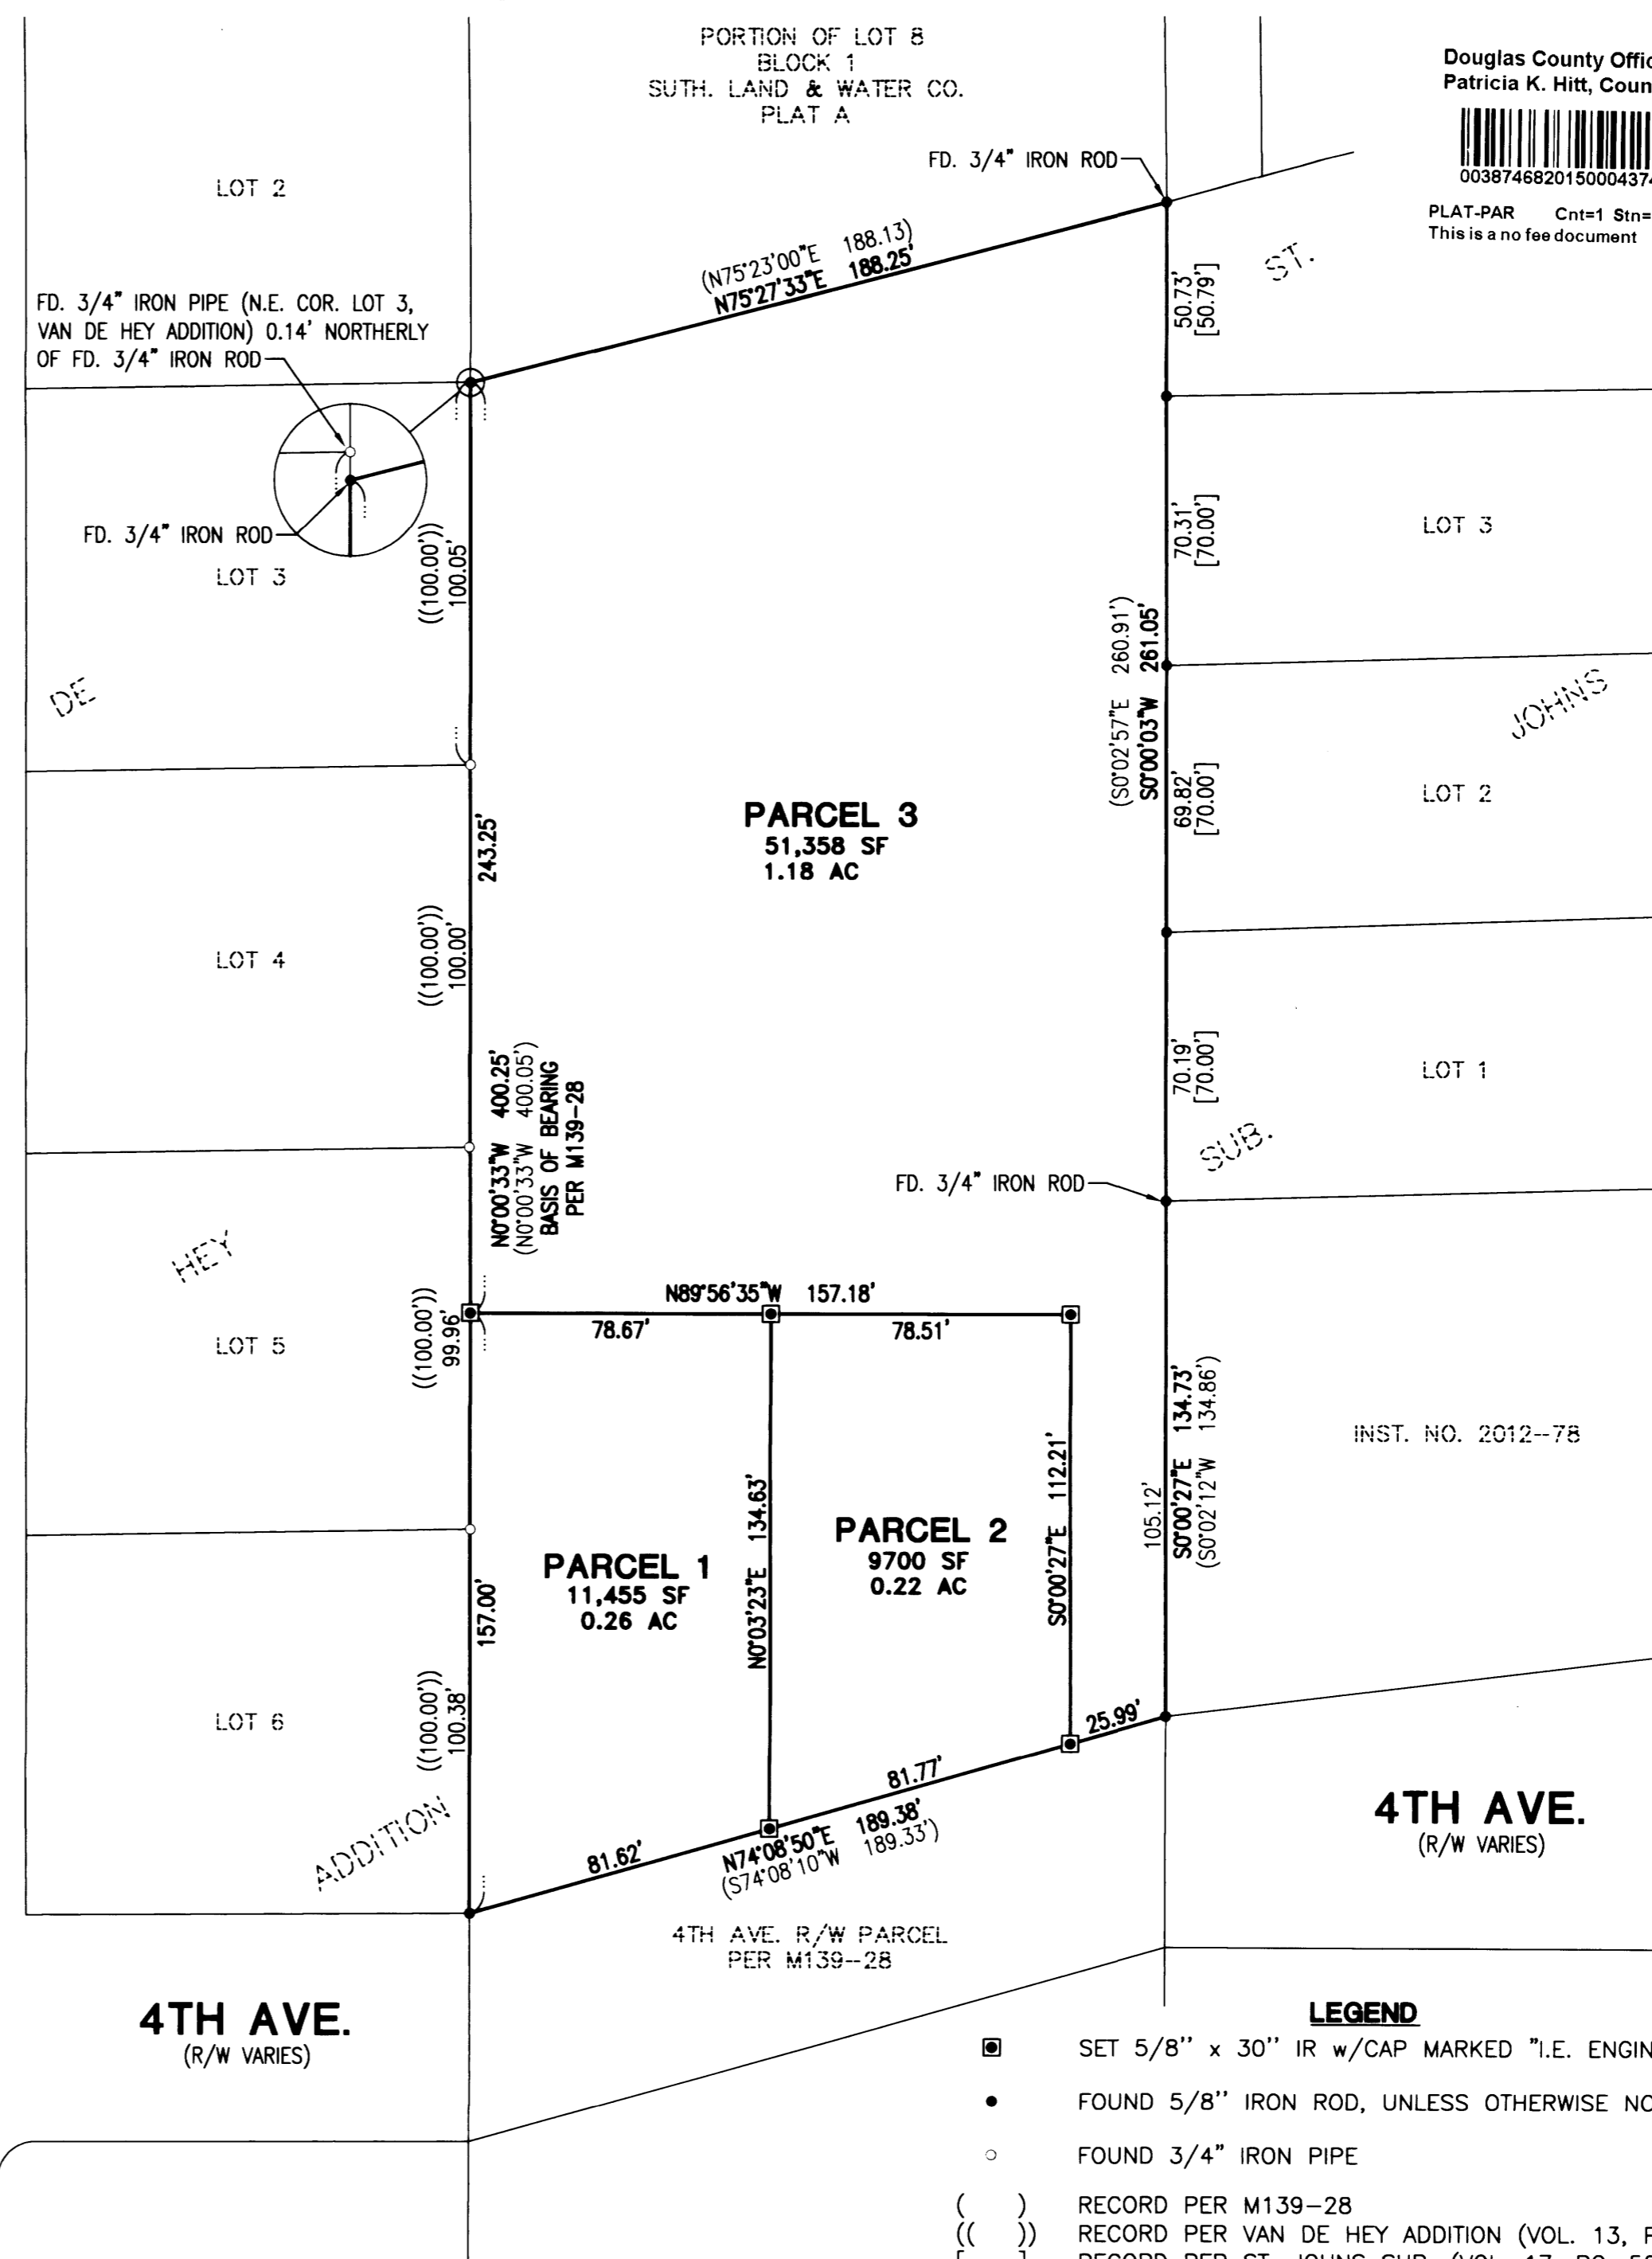 PORTION OF LOT 8
BLOCK 1
SUTH. LAND & WATER CO.
PLAT A
Douglas County
Patricia K. Hitt,
PLAT-PAR Cnt=1 Stn=
This is a no fee document
FD. 3/4" IRON ROD
LOT 2
(N75°23'00"E 188.13)
N75°27'33"E 188.25'
ST.
50.73'
[50.79']
FD. 3/4" IRON PIPE (N.E. COR. LOT 3,
VAN DE HEY ADDITION) 0.14' NORTHERLY
OF FD. 3/4" IRON ROD
FD. 3/4" IRON ROD
LOT 3
((100.00'))
100.05'
70.31'
[70.00']
LOT 3
(S0°02'57"E 260.91')
S0°00'03"W 261.05'
DE
JOHNS
PARCEL 3
51,358 SF
1.18 AC
243.25'
69.82'
[70.00']
LOT 2
LOT 4
((100.00'))
100.00'
N0°00'33"W 400.25'
(N0°00'33"W 400.05')
BASIS OF BEARING
PER M139-28
70.19'
[70.00']
LOT 1
SUB.
FD. 3/4" IRON ROD
HEY
N89°56'35"W 157.18'
78.67'
78.51'
LOT 5
((100.00'))
99.96'
INST. NO. 2012--78
105.12'
S0°00'27"E 134.73'
(S0°02'12"W 134.86')
S0°00'27"E 112.21'
N0°03'23"E 134.63'
PARCEL 2
9700 SF
0.22 AC
PARCEL 1
11,455 SF
0.26 AC
157.00'
LOT 6
((100.00'))
100.38'
25.99'
81.77'
81.62'
N74°08'50"E 189.38'
(S74°08'10"W 189.33')
ADDITION
4TH AVE.
(R/W VARIES)
4TH AVE. R/W PARCEL
PER M139--28
4TH AVE.
(R/W VARIES)
LEGEND
SET 5/8'' x 30'' IR w/CAP MARKED "I.E.
FOUND 5/8'' IRON ROD, UNLESS OTHERWISE
FOUND 3/4" IRON PIPE
( ) RECORD PER M139-28
(( )) RECORD PER VAN DE HEY ADDITION (VOL. 13,